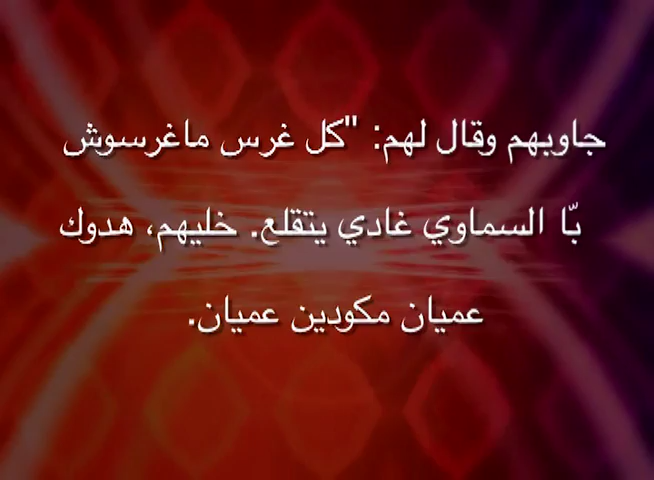 جاوبهم وقال لهم: "كل غرس ماغرسوش
بّا السماوي غادي يتقلع. خليهم، هدوك
عميان مكودين عميان.